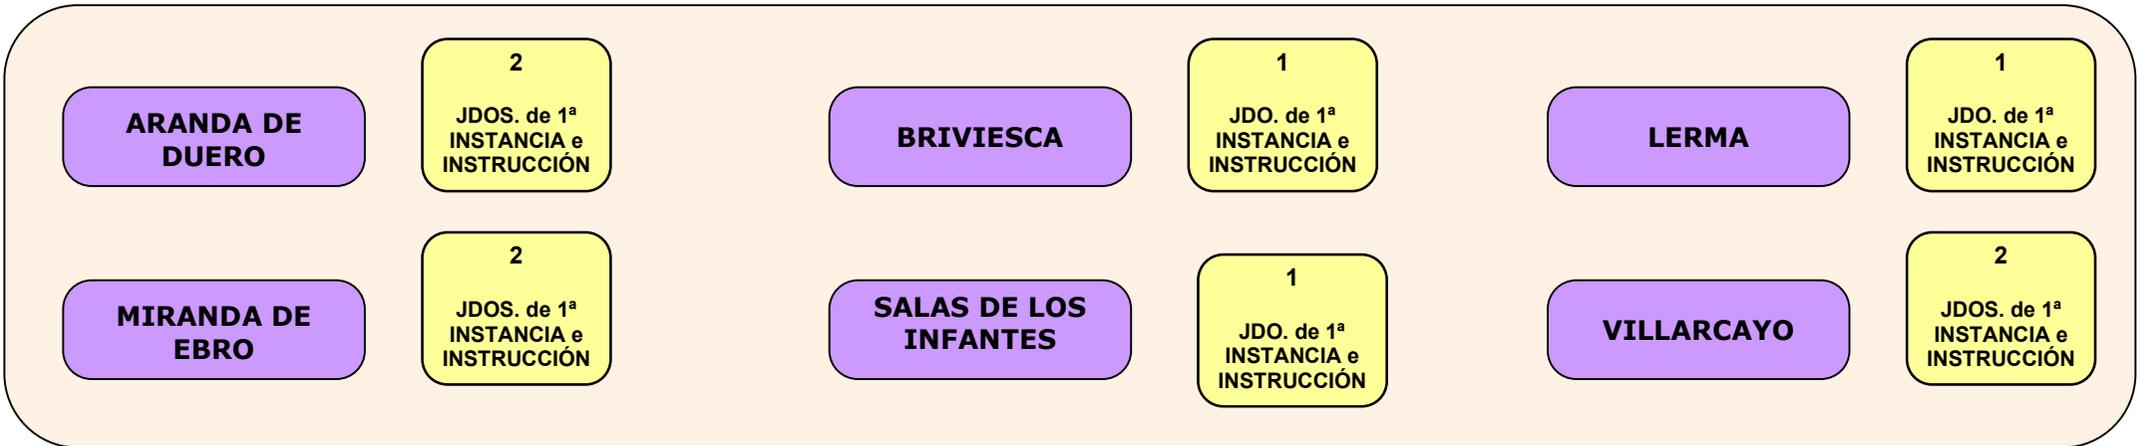 ARANDA DE
DUERO
2
JDOS. de 1ª
INSTANCIA e
INSTRUCCIÓN
BRIVIESCA
1
JDO. de 1ª
INSTANCIA e
INSTRUCCIÓN
LERMA
1
JDO. de 1ª
INSTANCIA e
INSTRUCCIÓN
MIRANDA DE
EBRO
2
JDOS. de 1ª
INSTANCIA e
INSTRUCCIÓN
SALAS DE LOS
INFANTES
1
JDO. de 1ª
INSTANCIA e
INSTRUCCIÓN
VILLARCAYO
2
JDOS. de 1ª
INSTANCIA e
INSTRUCCIÓN